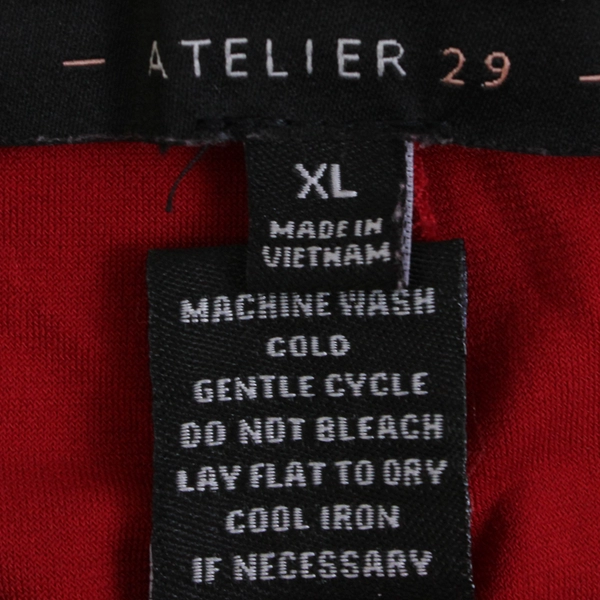 — ATELIER 29 —
XL
MADE IN
VIETNAM
MACHINE WASH
COLD
GENTLE CYCLE
DO NOT BLEACH
LAY FLAT TO DRY
COOL IRON
IF NECESSARY